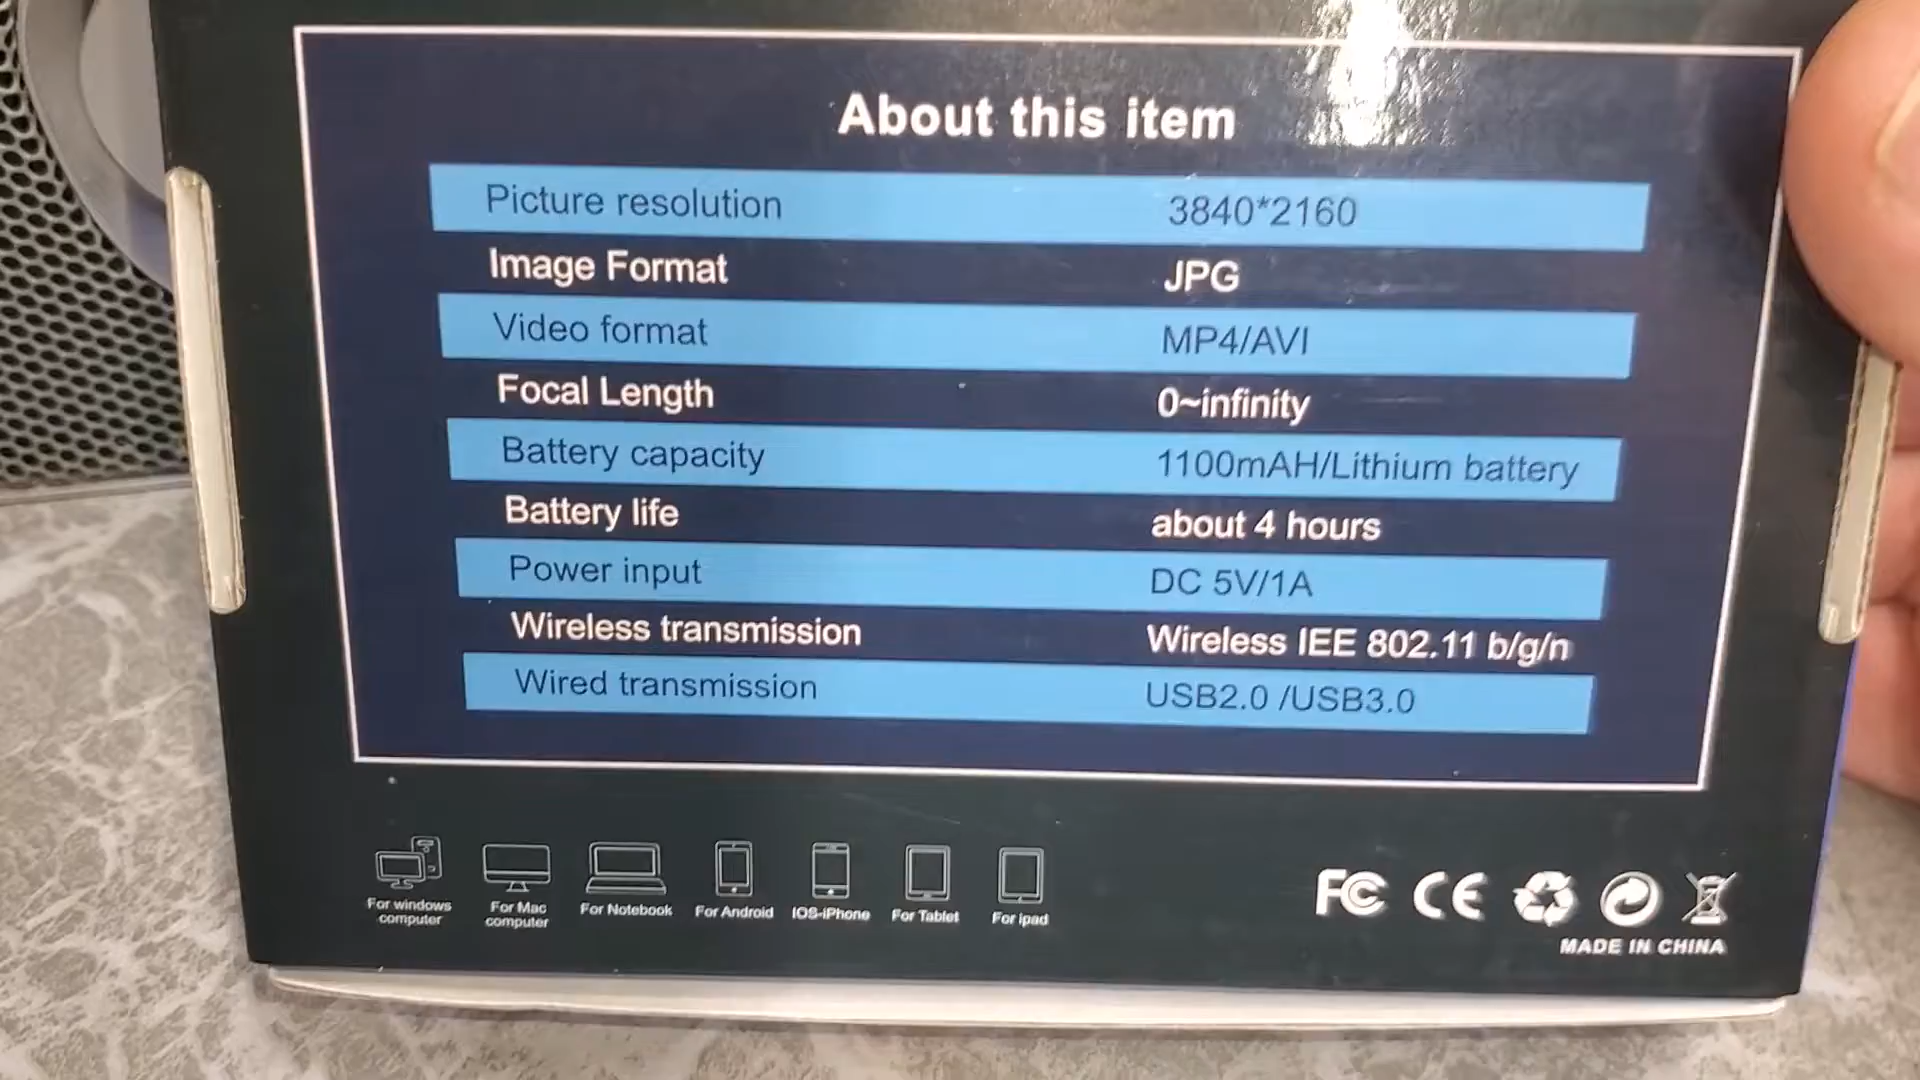 About this item
Picture resolution 3840*2160
Image Format JPG
Video format MP4/AVI
Focal Length 0~infinity
Battery capacity 1100mAH/Lithium battery
Battery life about 4 hours
Power input DC 5V/1A
Wireless transmission Wireless IEE 802.11 b/g/n
Wired transmission USB2.0 /USB3.0
For windows computer
For Mac computer
For Notebook
For Android
IOS-iPhone
For Tablet
For ipad
FC CE
MADE IN CHINA